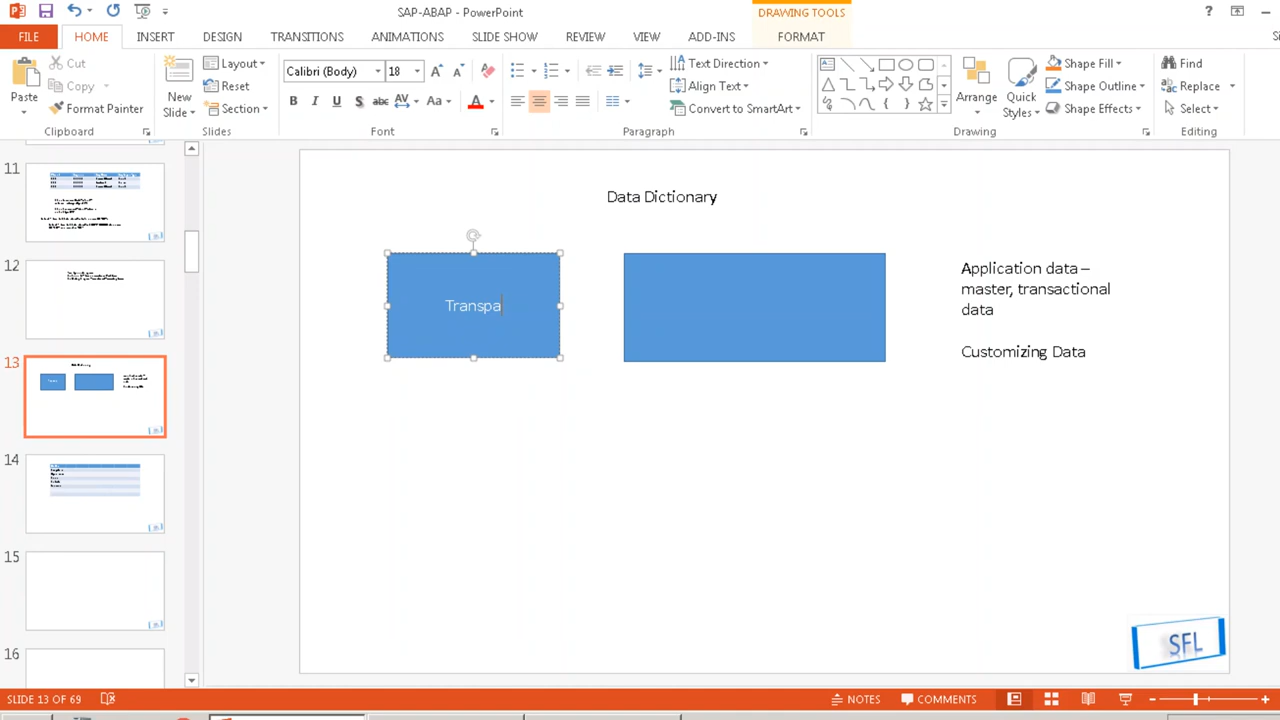 SAP-ABAP - PowerPoint
DRAWING TOOLS
?
FILE
HOME
INSERT
DESIGN
TRANSITIONS
ANIMATIONS
SLIDE SHOW
REVIEW
VIEW
ADD-INS
FORMAT
Si
Paste
Cut
Copy
Format Painter
Clipboard
New
Slide
Layout
Reset
Section
Slides
Calibri (Body)
18
Font
Text Direction
Align Text
Convert to SmartArt
Paragraph
Arrange
Quick
Styles
Shape Fill
Shape Outline
Shape Effects
Drawing
Find
Replace
Select
Editing
11
12
13
14
15
16
Data Dictionary
Transpa
Application data –
master, transactional
data
Customizing Data
SFL
SLIDE 13 OF 69
NOTES
COMMENTS